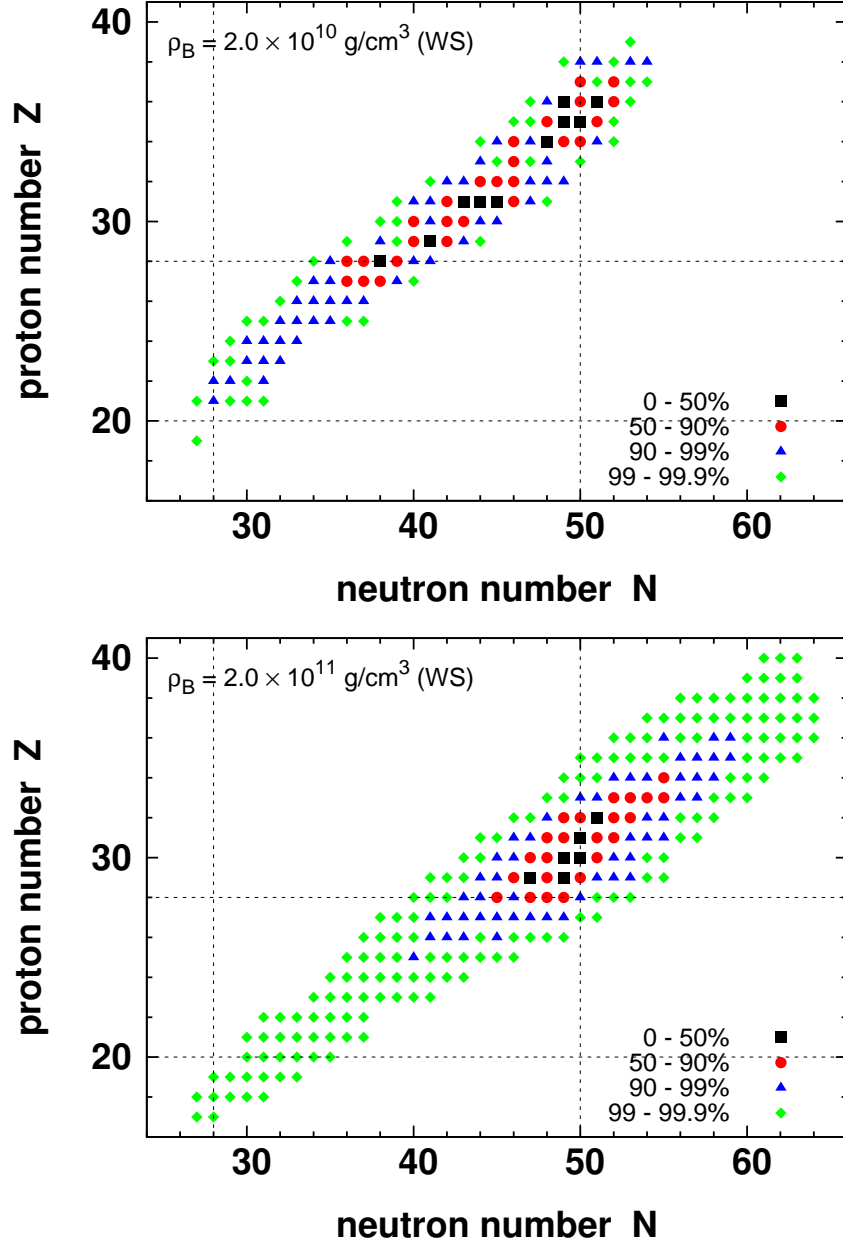 40
ρB = 2.0 × 10^10 g/cm^3 (WS)
proton number Z
30
0 - 50%
20
50 - 90%
90 - 99%
99 - 99.9%
30 40 50 60
neutron number N
40
ρB = 2.0 × 10^11 g/cm^3 (WS)
proton number Z
30
0 - 50%
20
50 - 90%
90 - 99%
99 - 99.9%
30 40 50 60
neutron number N